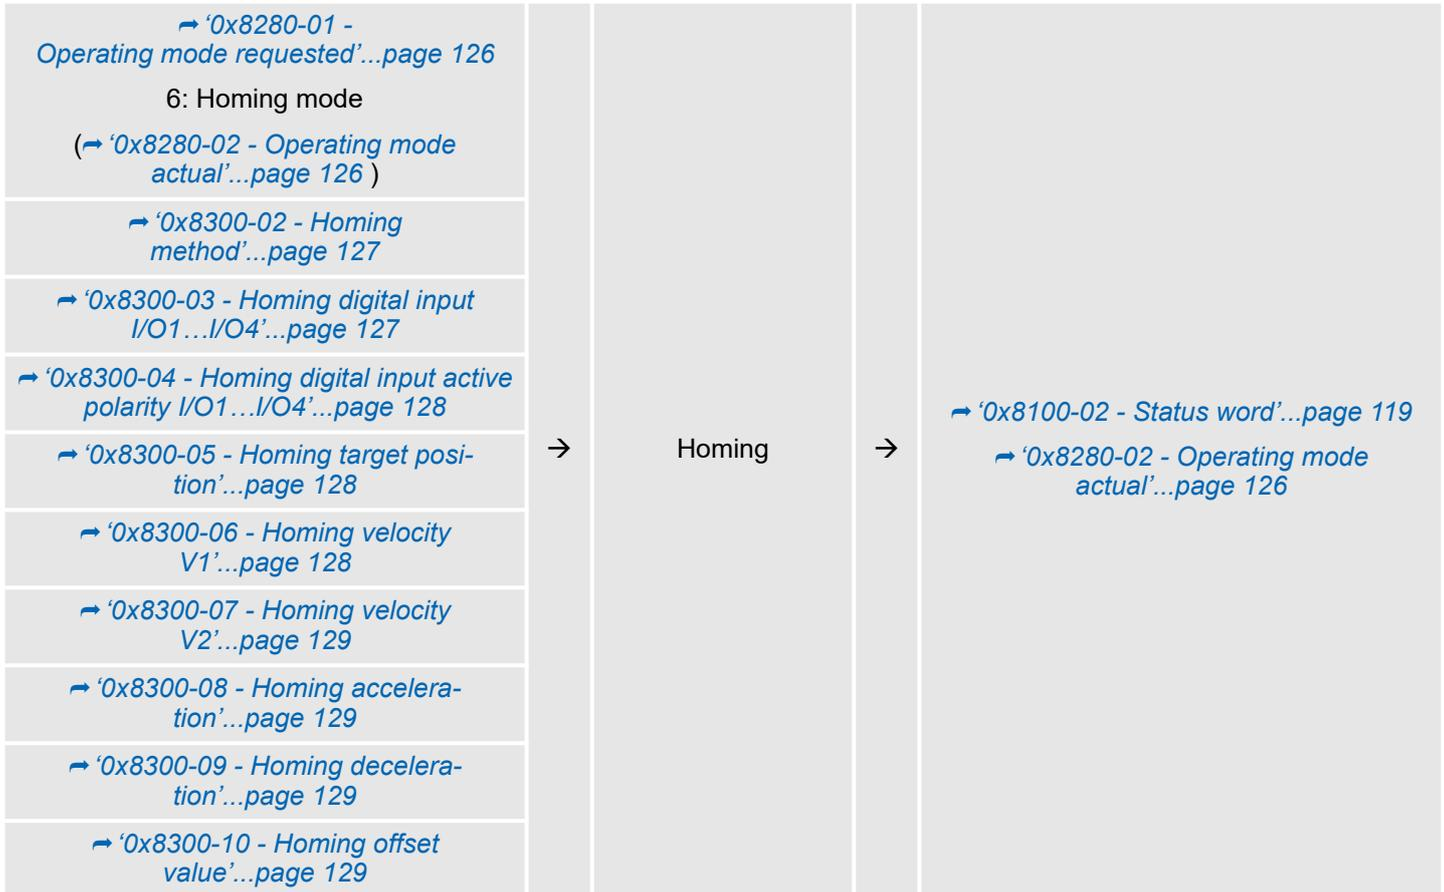 ➦ ‘0x8280-01 -
Operating mode requested’...page 126
6: Homing mode
(➦ ‘0x8280-02 - Operating mode
actual’...page 126 )
➦ ‘0x8300-02 - Homing
method’...page 127
➦ ‘0x8300-03 - Homing digital input
I/O1…I/O4’...page 127
➦ ‘0x8300-04 - Homing digital input active
polarity I/O1…I/O4’...page 128
➦ ‘0x8300-05 - Homing target posi-
tion’...page 128
➦ ‘0x8300-06 - Homing velocity
V1’...page 128
➦ ‘0x8300-07 - Homing velocity
V2’...page 129
➦ ‘0x8300-08 - Homing accelera-
tion’...page 129
➦ ‘0x8300-09 - Homing decelera-
tion’...page 129
➦ ‘0x8300-10 - Homing offset
value’...page 129
→
Homing
→
➦ ‘0x8100-02 - Status word’...page 119
➦ ‘0x8280-02 - Operating mode
actual’...page 126